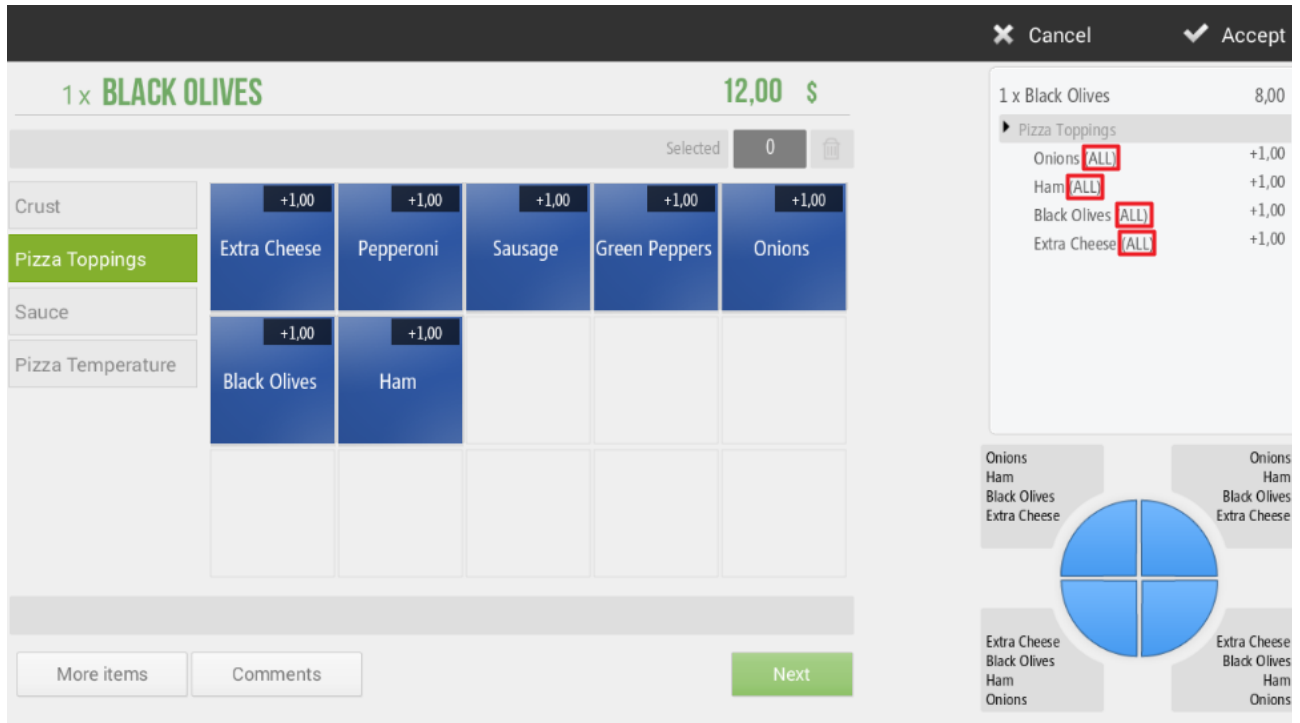 Cancel Accept
1 x BLACK OLIVES 12,00 $
Selected 0
Crust
Pizza Toppings
Sauce
Pizza Temperature
+1,00 +1,00 +1,00 +1,00 +1,00
Extra Cheese Pepperoni Sausage Green Peppers Onions
+1,00 +1,00
Black Olives Ham
More items Comments Next
1 x Black Olives 8,00
Pizza Toppings
Onions (ALL) +1,00
Ham (ALL) +1,00
Black Olives (ALL) +1,00
Extra Cheese (ALL) +1,00
Onions
Ham
Black Olives
Extra Cheese
Onions
Ham
Black Olives
Extra Cheese
Extra Cheese
Black Olives
Ham
Onions
Extra Cheese
Black Olives
Ham
Onions